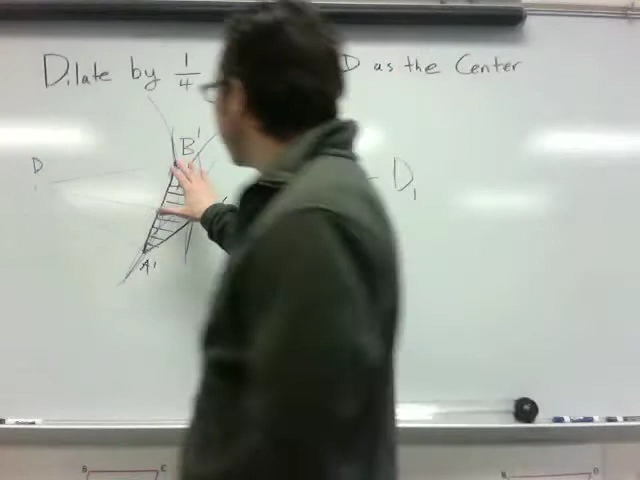 Dilate by 1/4 D as the Center
B'
D
D₁
A'
B E